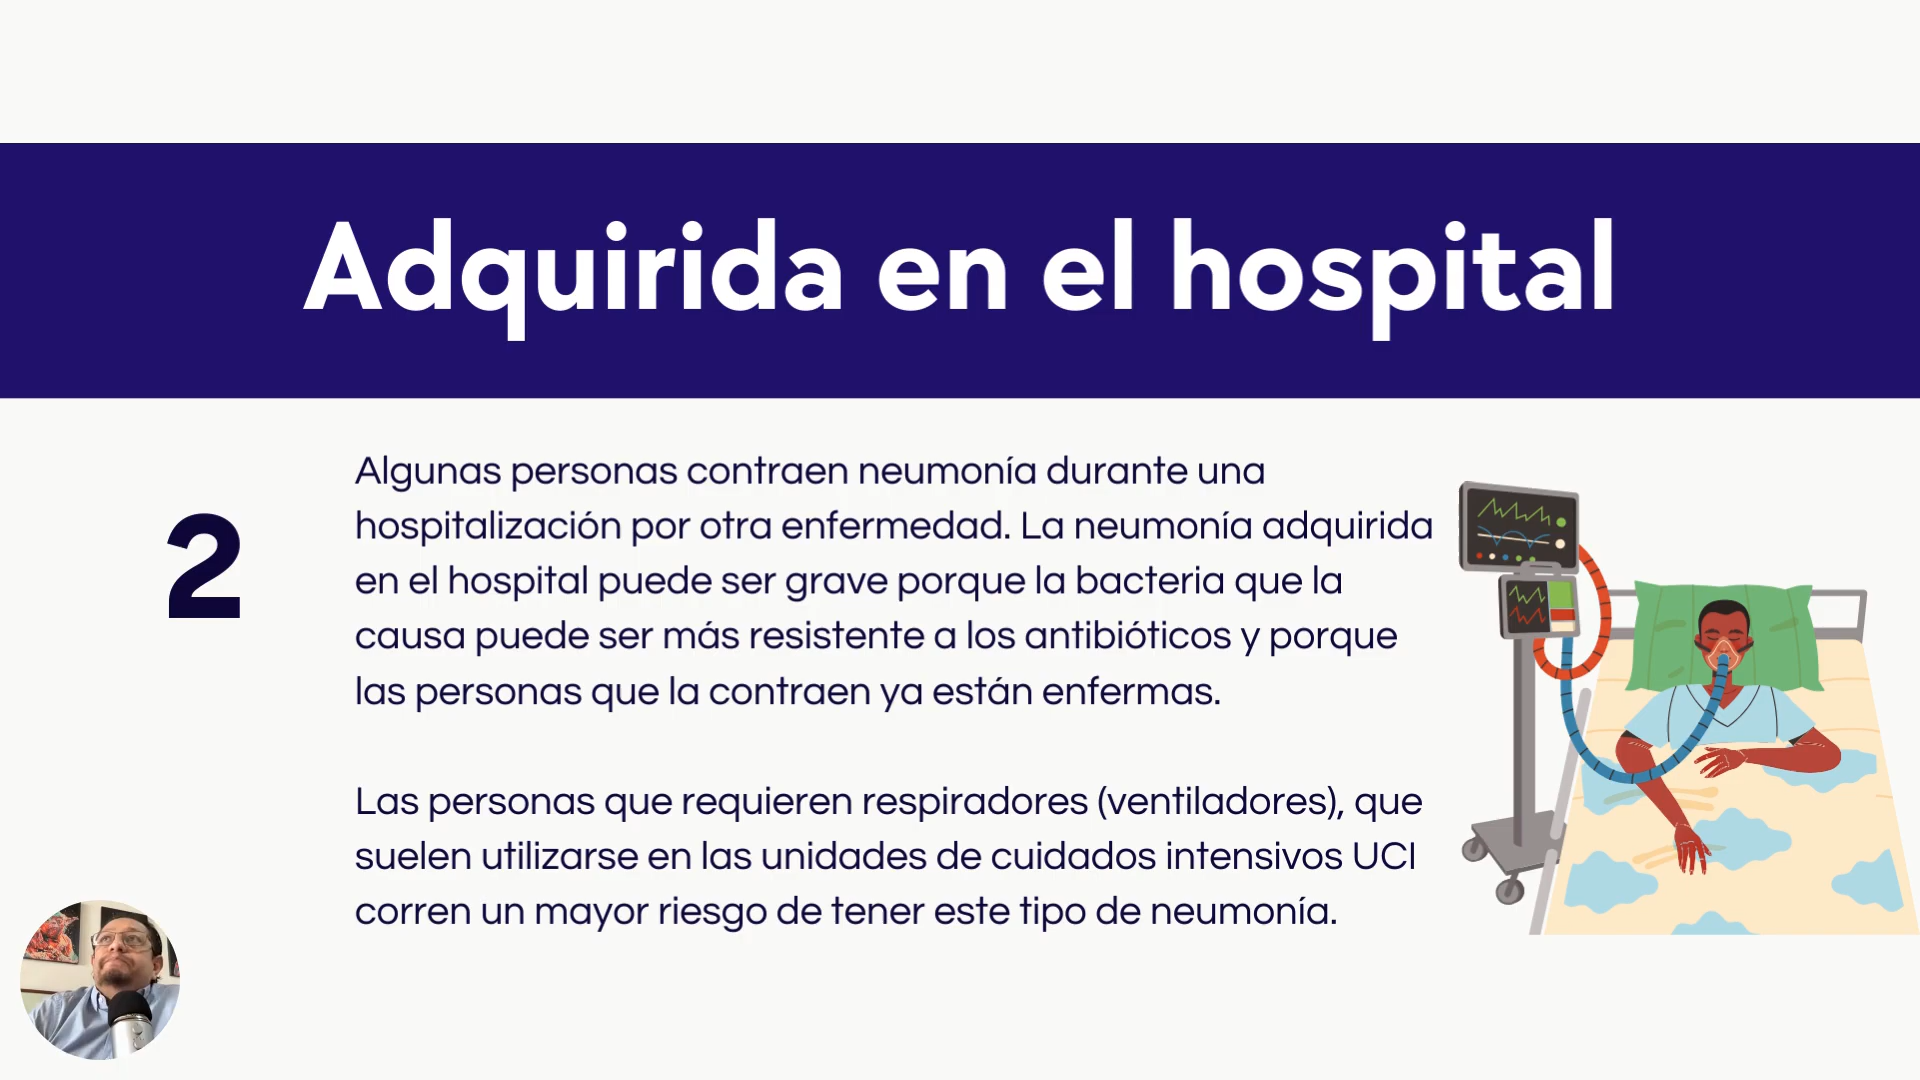 Adquirida en el hospital
2
Algunas personas contraen neumonía durante una
hospitalización por otra enfermedad. La neumonía adquirida
en el hospital puede ser grave porque la bacteria que la
causa puede ser más resistente a los antibióticos y porque
las personas que la contraen ya están enfermas.
Las personas que requieren respiradores (ventiladores), que
suelen utilizarse en las unidades de cuidados intensivos UCI
corren un mayor riesgo de tener este tipo de neumonía.